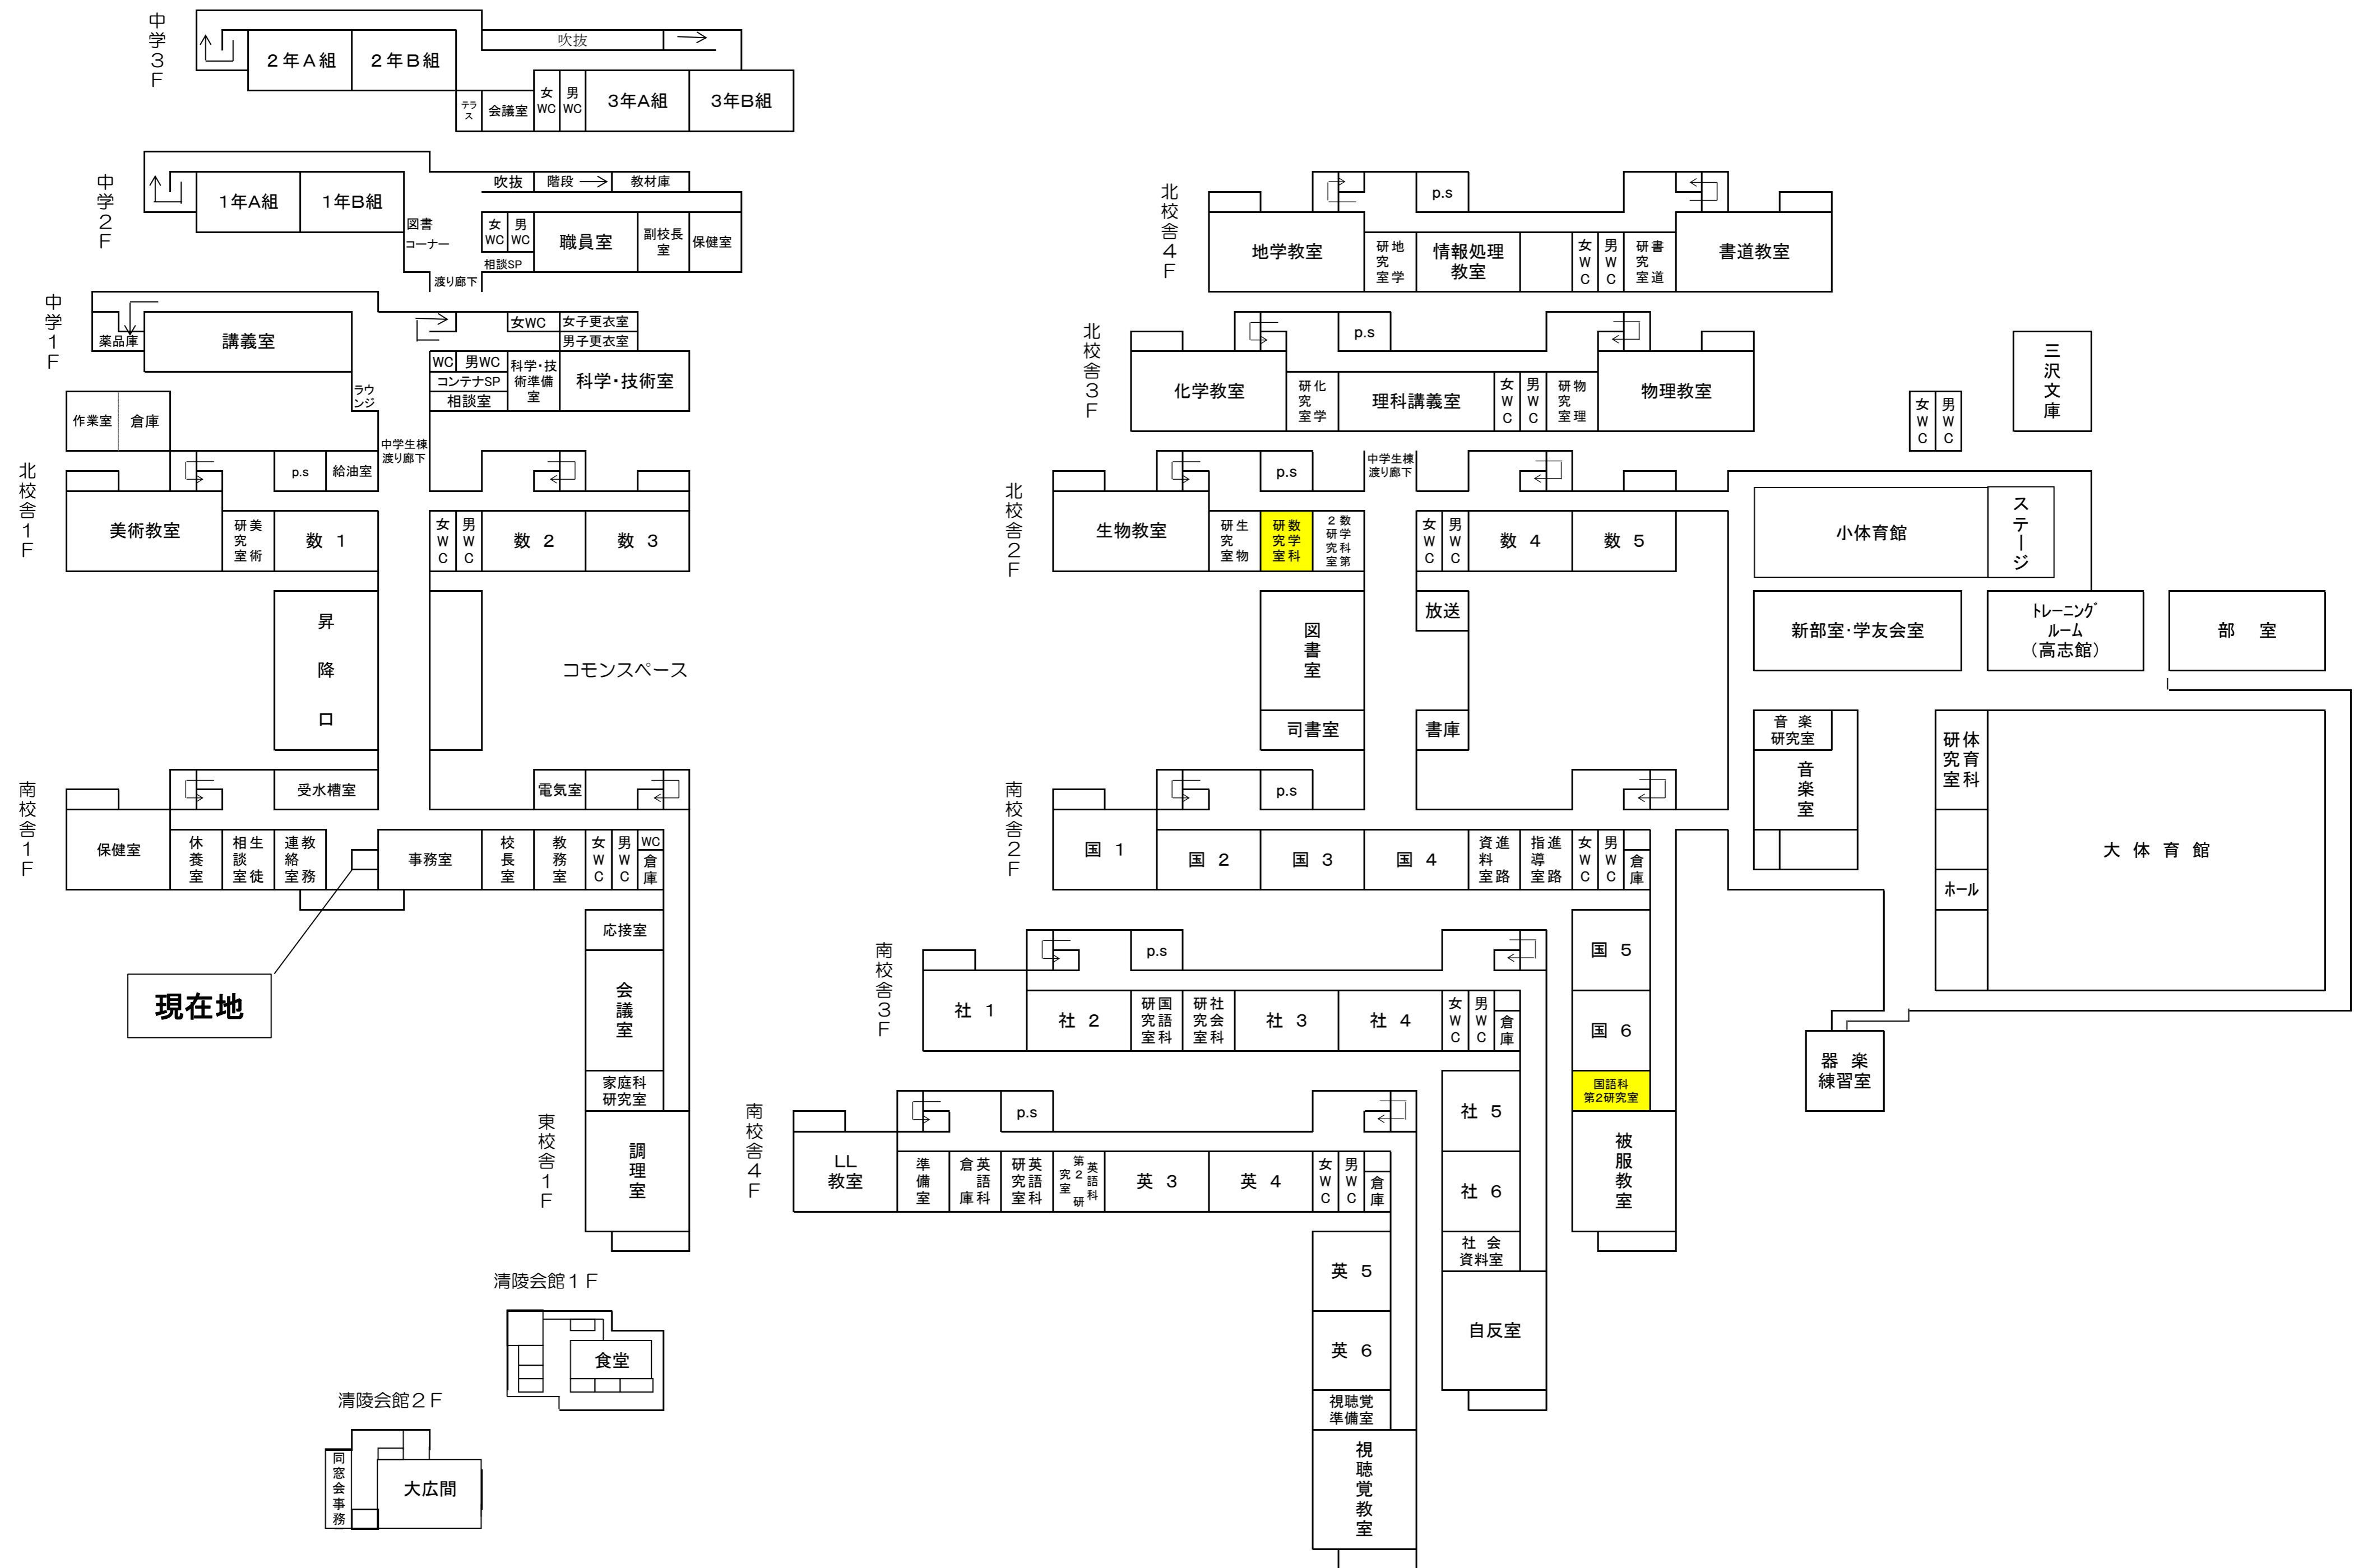 中学３Ｆ
吹抜
２年Ａ組
２年Ｂ組
テラス
会議室
女WC
男WC
３年Ａ組
３年Ｂ組
中学２Ｆ
１年Ａ組
１年Ｂ組
吹抜
階段
教材庫
図書
コーナー
女WC
男WC
相談SP
職員室
副校長室
保健室
渡り廊下
中学１Ｆ
薬品庫
講義室
ラウンジ
女WC
女子更衣室
男子更衣室
WC
男WC
コンテナSP
相談室
科学・技術準備室
科学・技術室
作業室
倉庫
中学生棟
渡り廊下
北校舎１Ｆ
p.s
給油室
美術教室
美術研究室
数 １
女WC
男WC
数 ２
数 ３
昇降口
コモンスペース
南校舎１Ｆ
受水槽室
電気室
保健室
休養室
生徒相談室
教務連絡室
事務室
校長室
教務室
女WC
男WC
WC
倉庫
現在地
応接室
会議室
家庭科
研究室
調理室
東校舎１Ｆ
清陵会館１Ｆ
食堂
清陵会館２Ｆ
同窓会事務
大広間
北校舎４Ｆ
p.s
地学教室
地学研究室
情報処理
教室
女WC
男WC
書道研究室
書道教室
北校舎３Ｆ
p.s
化学教室
化学研究室
理科講義室
女WC
男WC
物理研究室
物理教室
北校舎２Ｆ
p.s
中学生棟
渡り廊下
生物教室
生物研究室
数学科研究室
数学科第２研究室
女WC
男WC
数 ４
数 ５
図書室
司書室
放送
書庫
南校舎２Ｆ
p.s
国 １
国 ２
国 ３
国 ４
進路資料室
進路指導室
女WC
男WC
倉庫
国 ５
国 ６
国語科
第２研究室
被服教室
南校舎３Ｆ
p.s
社 １
社 ２
国語科研究室
社会科研究室
社 ３
社 ４
女WC
男WC
倉庫
社 ５
社 ６
社 会
資料室
自反室
南校舎４Ｆ
p.s
LL
教室
準備室
英語科倉庫
英語科研究室
英語科第２研究室
英 ３
英 ４
女WC
男WC
倉庫
英 ５
英 ６
視聴覚
準備室
視聴覚教室
三沢文庫
女WC
男WC
小体育館
ステージ
新部室・学友会室
ﾄﾚｰﾆﾝｸﾞ
ﾙｰﾑ
（高志館）
部 室
音 楽
研究室
音楽室
体育科研究室
ﾎｰﾙ
大 体 育 館
器 楽
練習室